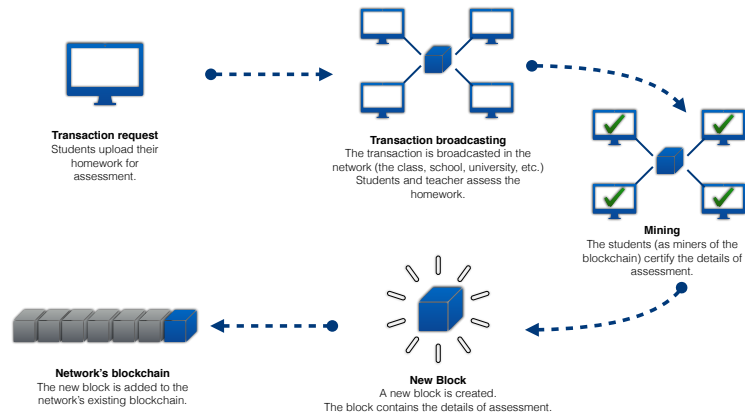 Transaction request
Students upload their
homework for
assessment.
Transaction broadcasting
The transaction is broadcasted in the
network (the class, school, university, etc.)
Students and teacher assess the
homework.
Mining
The students (as miners of the
blockchain) certify the details of
assessment.
New Block
A new block is created.
The block contains the details of assessment.
Network's blockchain
The new block is added to the
network's existing blockchain.